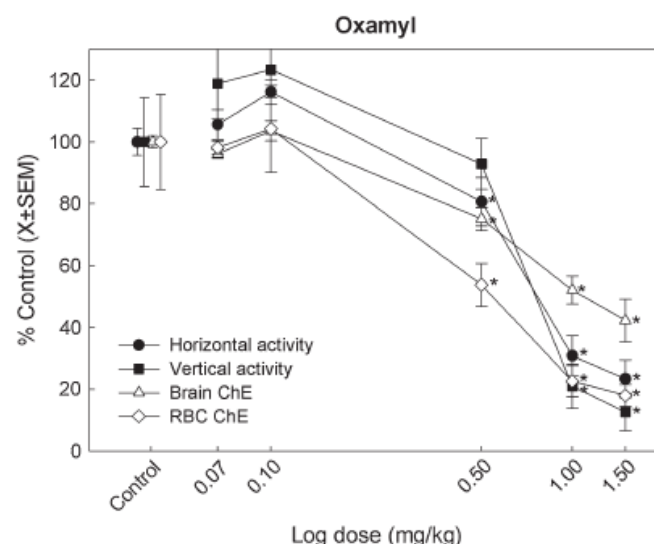 Oxamyl
% Control (X±SEM)
120
100
80
60
40
20
0
Horizontal activity
Vertical activity
Brain ChE
RBC ChE
* * * * * * * * * * *
Control 0.07 0.10 0.50 1.00 1.50
Log dose (mg/kg)